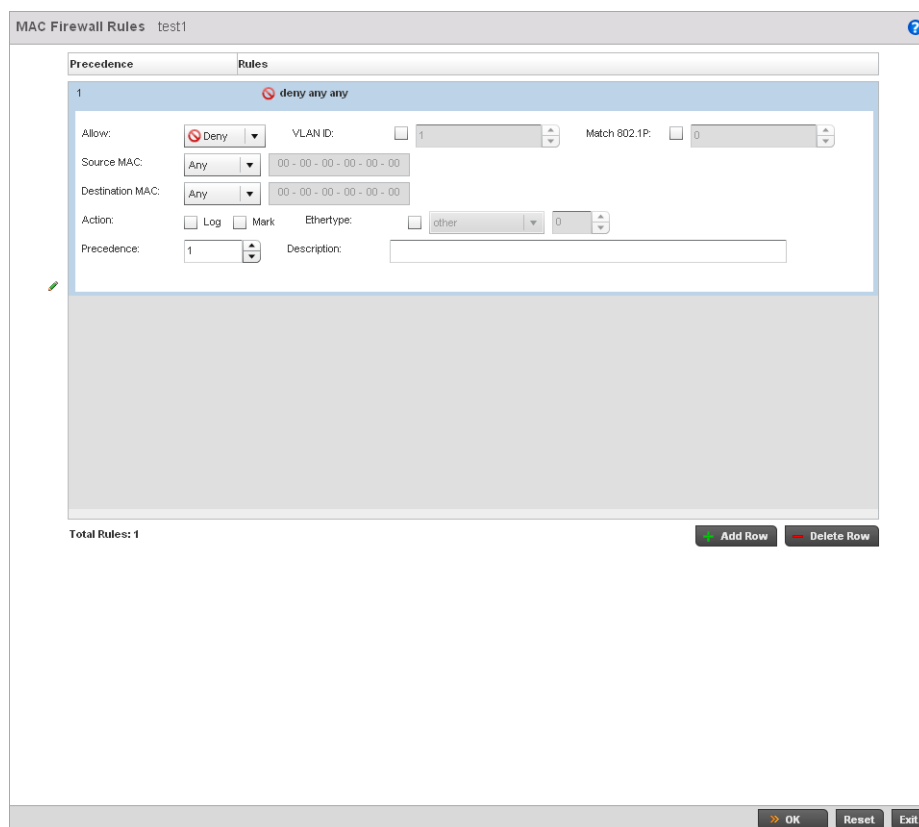 MAC Firewall Rules test1 ?
Precedence Rules
1 deny any any
Allow: Deny VLAN ID: 1 Match 802.1P: 0
Source MAC: Any 00 - 00 - 00 - 00 - 00 - 00
Destination MAC: Any 00 - 00 - 00 - 00 - 00 - 00
Action: Log Mark Ethertype: other 0
Precedence: 1 Description:
Total Rules: 1 + Add Row − Delete Row
» OK Reset Exit